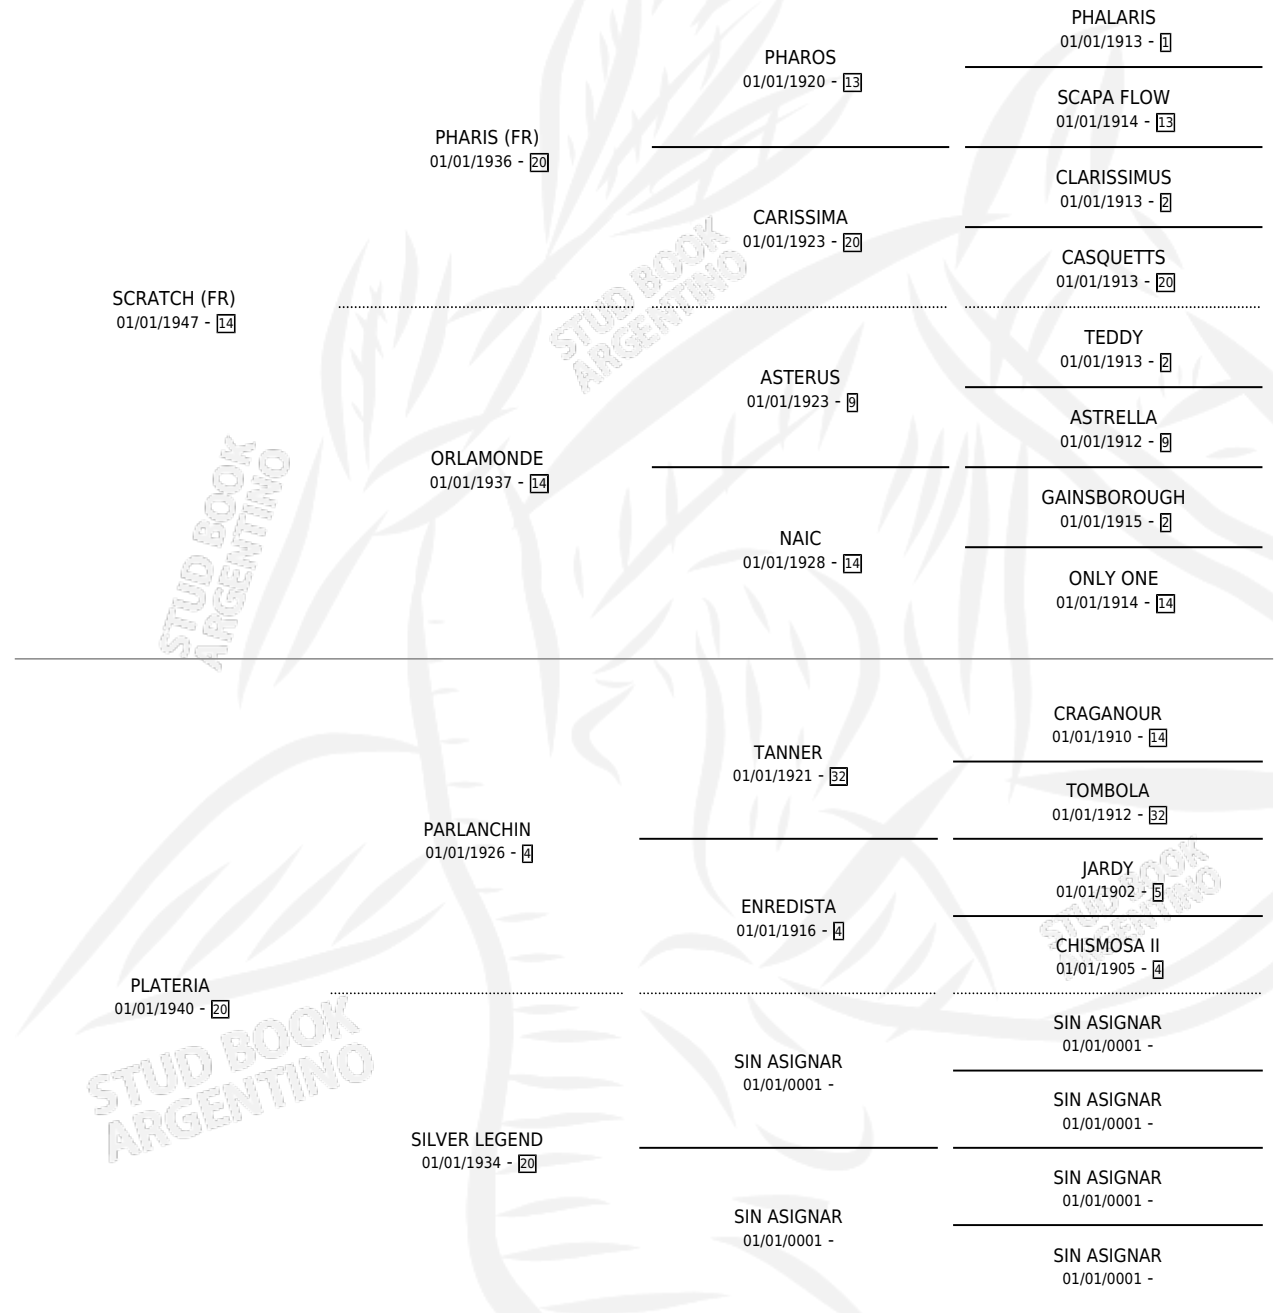 PHALARIS
01/01/1913 - 1
PHAROS
01/01/1920 - 13
SCAPA FLOW
01/01/1914 - 13
PHARIS (FR)
01/01/1936 - 20
CLARISSIMUS
01/01/1913 - 2
CARISSIMA
01/01/1923 - 20
CASQUETTS
01/01/1913 - 20
SCRATCH (FR)
01/01/1947 - 14
TEDDY
01/01/1913 - 2
ASTERUS
01/01/1923 - 9
ASTRELLA
01/01/1912 - 9
ORLAMONDE
01/01/1937 - 14
GAINSBOROUGH
01/01/1915 - 2
NAIC
01/01/1928 - 14
ONLY ONE
01/01/1914 - 14
CRAGANOUR
01/01/1910 - 14
TANNER
01/01/1921 - 32
TOMBOLA
01/01/1912 - 32
PARLANCHIN
01/01/1926 - 4
JARDY
01/01/1902 - 5
ENREDISTA
01/01/1916 - 4
CHISMOSA II
01/01/1905 - 4
PLATERIA
01/01/1940 - 20
SIN ASIGNAR
01/01/0001 -
SIN ASIGNAR
01/01/0001 -
SIN ASIGNAR
01/01/0001 -
SILVER LEGEND
01/01/1934 - 20
SIN ASIGNAR
01/01/0001 -
SIN ASIGNAR
01/01/0001 -
SIN ASIGNAR
01/01/0001 -
STUD BOOK
ARGENTINO
STUD BOOK
ARGENTINO
STUD BOOK
ARGENTINO
STUD BOOK
ARGENTINO